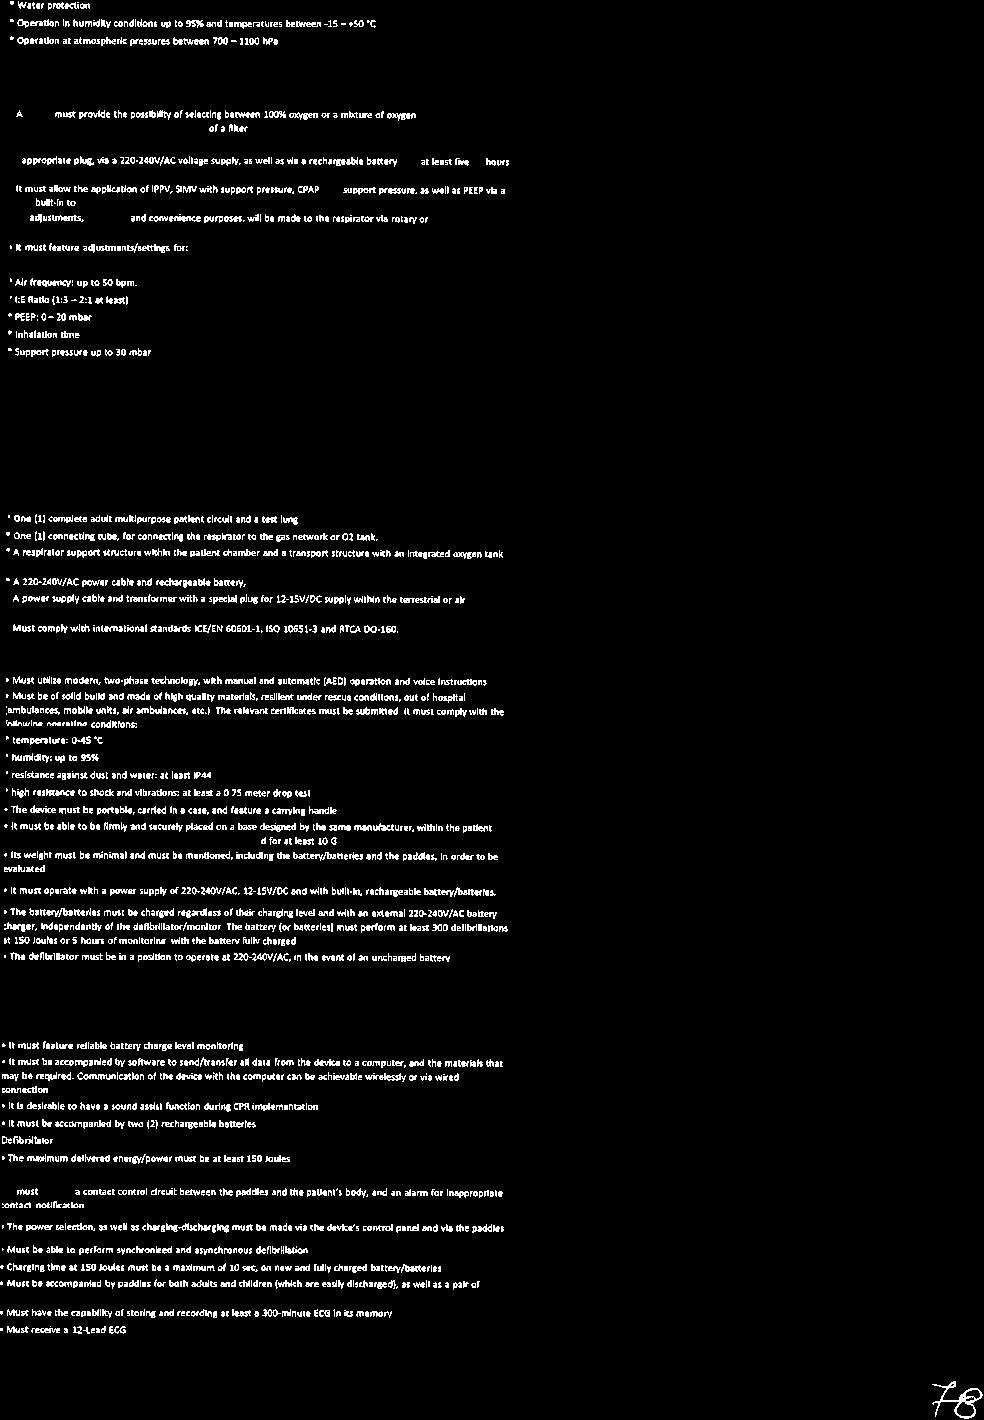 * Water protection
* Operation in humidity conditions up to 95% and temperatures between -15 – +50 °C
* Operation at atmospheric pressures between 700 – 1100 hPa
A must provide the possibility of selecting between 100% oxygen or a mixture of oxygen
of a filter
appropriate plug, via a 220-240V/AC voltage supply, as well as via a rechargeable battery at least five hours
It must allow the application of IPPV, SIMV with support pressure, CPAP support pressure, as well as PEEP via a
built-in to
adjustments, and convenience purposes, will be made to the respirator via rotary or
• It must feature adjustments/settings for:
* Air frequency: up to 50 bpm.
* I:E Ratio (1:3 – 2:1 at least)
* PEEP: 0 – 20 mbar
* Inhalation time
* Support pressure up to 30 mbar
* One (1) complete adult multipurpose patient circuit and a test lung
* One (1) connecting tube, for connecting the respirator to the gas network or O2 tank.
* A respirator support structure within the patient chamber and a transport structure with an integrated oxygen tank
* A 220-240V/AC power cable and rechargeable battery,
A power supply cable and transformer with a special plug for 12-15V/DC supply within the terrestrial or air
Must comply with international standards ICE/EN 60601-1, ISO 10651-3 and RTCA DO-160.
• Must utilize modern, two-phase technology, with manual and automatic (AED) operation and voice instructions
• Must be of solid build and made of high quality materials, resilient under rescue conditions, out of hospital
(ambulances, mobile units, air ambulances, etc.) The relevant certificates must be submitted It must comply with the
following operating conditions:
* temperature: 0-45 °C
* humidity: up to 95%
* resistance against dust and water: at least IP44
* high resistance to shock and vibrations: at least a 0 75 meter drop test
• The device must be portable, carried in a case, and feature a carrying handle
• It must be able to be firmly and securely placed on a base designed by the same manufacturer, within the patient
d for at least 10 G
• Its weight must be minimal and must be mentioned, including the battery/batteries and the paddles, in order to be
evaluated
• It must operate with a power supply of 220-240V/AC, 12-15V/DC and with built-in, rechargeable battery/batteries.
• The battery/batteries must be charged regardless of their charging level and with an external 220-240V/AC battery
charger, independently of the defibrillator/monitor The battery (or batteries) must perform at least 300 defibrillations
at 150 Joules or 5 hours of monitoring with the battery fully charged
• The defibrillator must be in a position to operate at 220-240V/AC, in the event of an uncharged battery
• It must feature reliable battery charge level monitoring
• It must be accompanied by software to send/transfer all data from the device to a computer, and the materials that
may be required. Communication of the device with the computer can be achievable wirelessly or via wired
connection
• It is desirable to have a sound assist function during CPR implementation
• It must be accompanied by two (2) rechargeable batteries
Defibrillator
• The maximum delivered energy/power must be at least 150 Joules
must a contact control circuit between the paddles and the patient's body, and an alarm for inappropriate
contact notification
• The power selection, as well as charging-discharging must be made via the device's control panel and via the paddles
• Must be able to perform synchronized and asynchronous defibrillation
• Charging time at 150 Joules must be a maximum of 10 sec, on new and fully charged battery/batteries
• Must be accompanied by paddles for both adults and children (which are easily discharged), as well as a pair of
• Must have the capability of storing and recording at least a 300-minute ECG in its memory
• Must receive a 12-Lead ECG
78